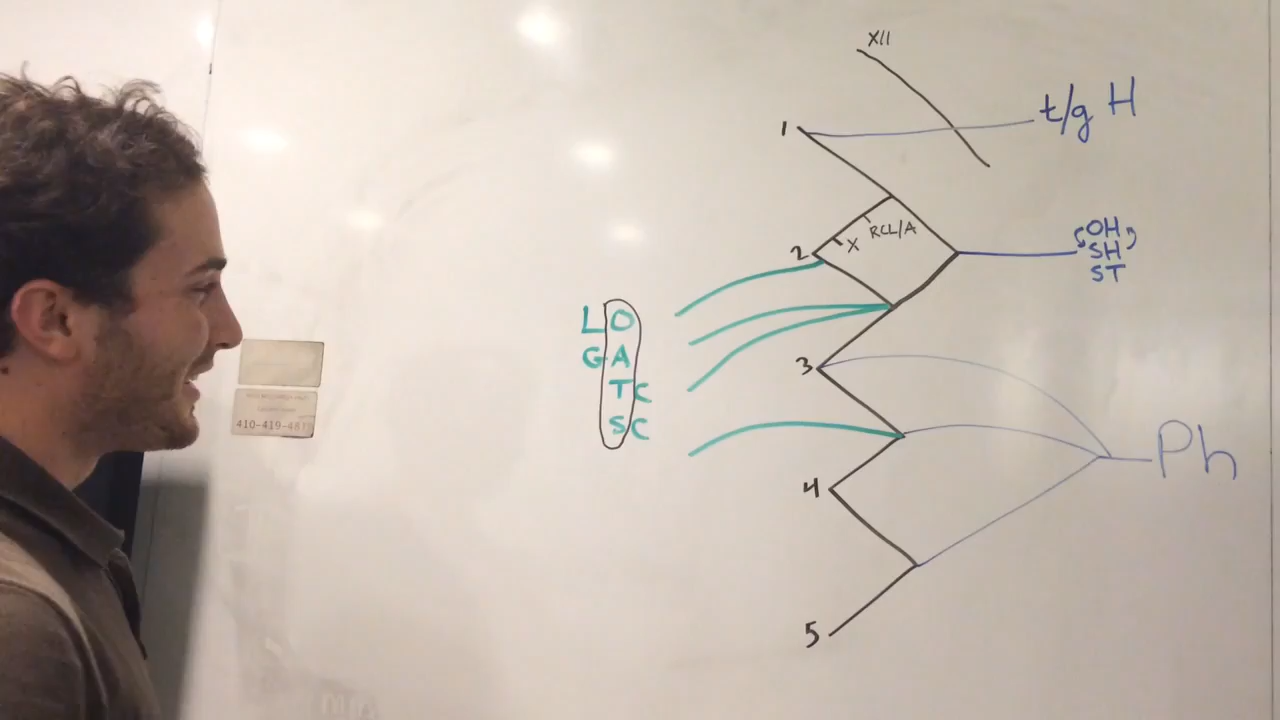 XII
1
t/g H
2
X
RCL/A
OH
SH
ST
LO
GA
TC
SC
3
410-419-481
Ph
4
5